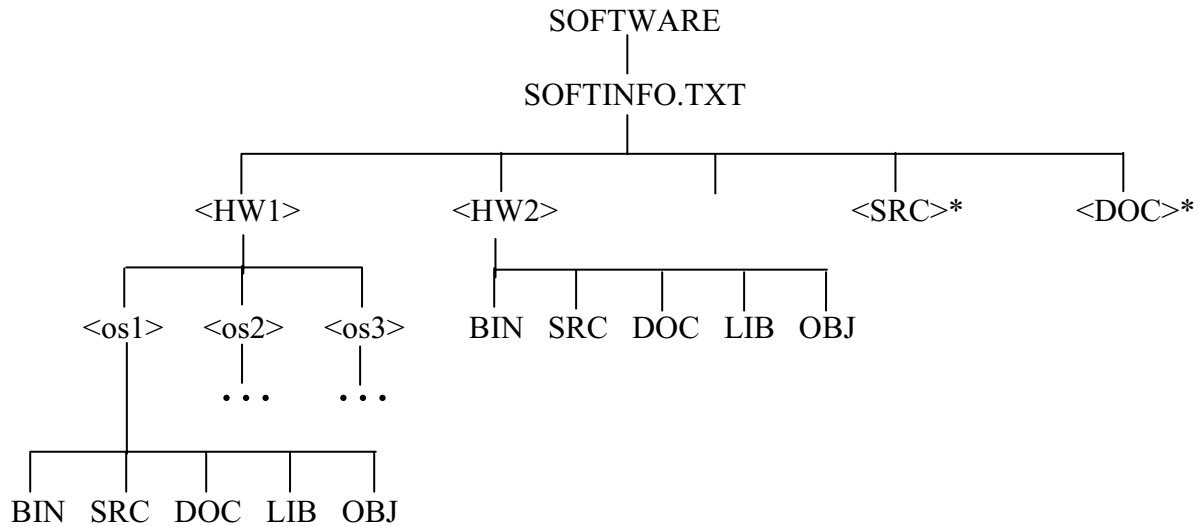 SOFTWARE
SOFTINFO.TXT
<HW1> <HW2> <SRC>* <DOC>*
<os1> <os2> <os3> BIN SRC DOC LIB OBJ
... ...
BIN SRC DOC LIB OBJ